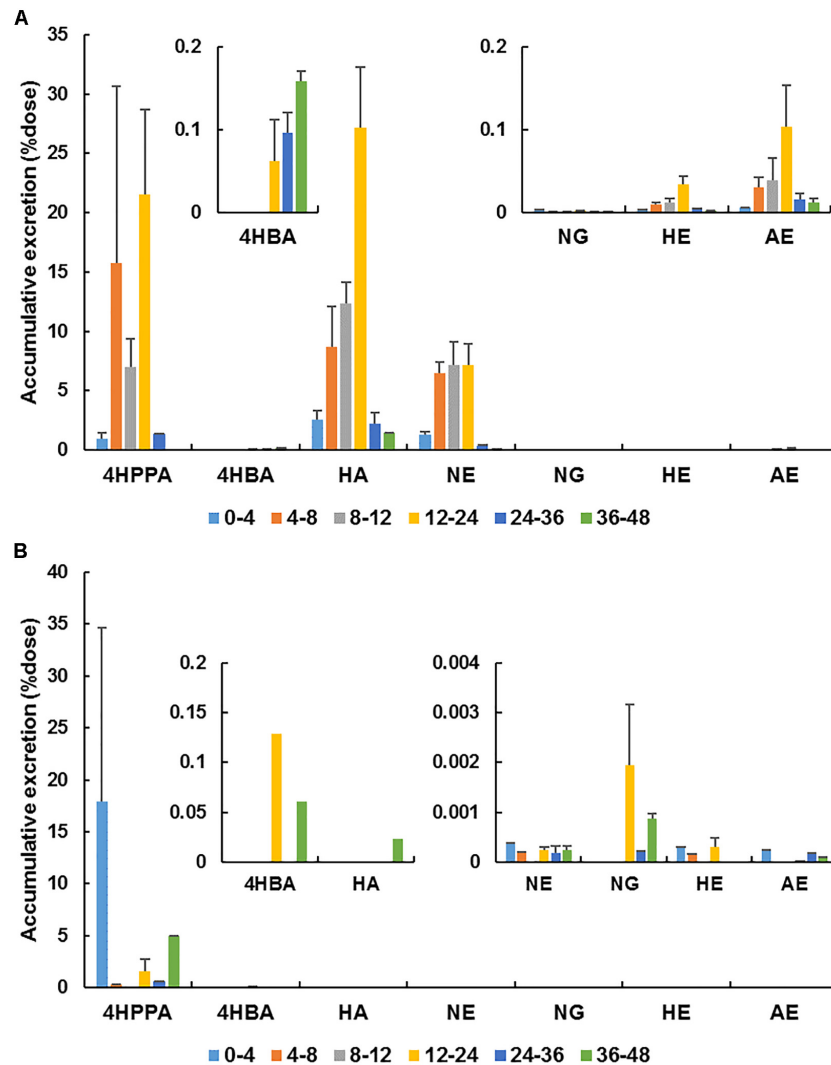 A
Accumulative excretion (%dose)
35
30
25
20
15
10
5
0
0.2
0.1
0
4HBA
0.2
0.1
0
NG HE AE
4HPPA 4HBA HA NE NG HE AE
0-4 4-8 8-12 12-24 24-36 36-48
B
Accumulative excretion (%dose)
40
35
30
25
20
15
10
5
0
0.2
0.15
0.1
0.05
0
4HBA HA
0.004
0.003
0.002
0.001
0
NE NG HE AE
4HPPA 4HBA HA NE NG HE AE
0-4 4-8 8-12 12-24 24-36 36-48